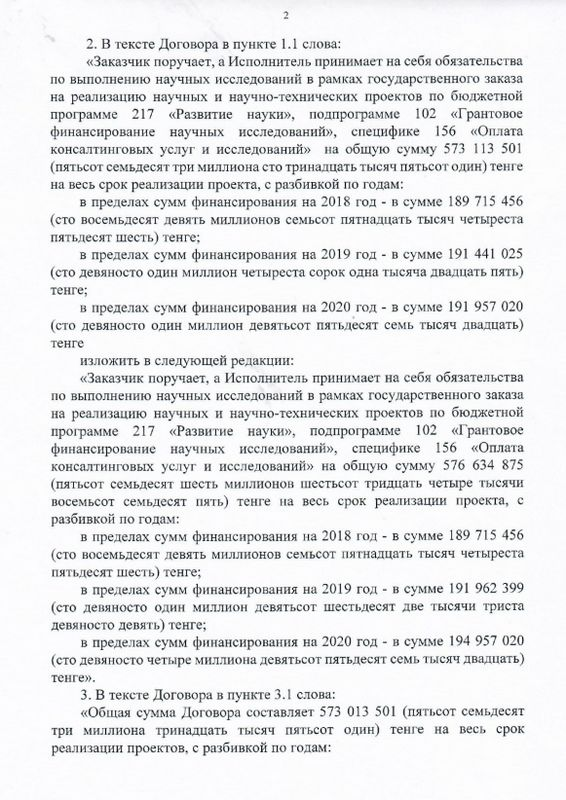 2
2. В тексте Договора в пункте 1.1 слова:
«Заказчик поручает, а Исполнитель принимает на себя обязательства
по выполнению научных исследований в рамках государственного заказа
на реализацию научных и научно-технических проектов по бюджетной
программе 217 «Развитие науки», подпрограмме 102 «Грантовое
финансирование научных исследований», специфике 156 «Оплата
консалтинговых услуг и исследований» на общую сумму 573 113 501
(пятьсот семьдесят три миллиона сто тринадцать тысяч пятьсот один) тенге
на весь срок реализации проекта, с разбивкой по годам:
в пределах сумм финансирования на 2018 год - в сумме 189 715 456
(сто восемьдесят девять миллионов семьсот пятнадцать тысяч четыреста
пятьдесят шесть) тенге;
в пределах сумм финансирования на 2019 год - в сумме 191 441 025
(сто девяносто один миллион четыреста сорок одна тысяча двадцать пять)
тенге;
в пределах сумм финансирования на 2020 год - в сумме 191 957 020
(сто девяносто один миллион девятьсот пятьдесят семь тысяч двадцать)
тенге
изложить в следующей редакции:
«Заказчик поручает, а Исполнитель принимает на себя обязательства
по выполнению научных исследований в рамках государственного заказа
на реализацию научных и научно-технических проектов по бюджетной
программе 217 «Развитие науки», подпрограмме 102 «Грантовое
финансирование научных исследований», специфике 156 «Оплата
консалтинговых услуг и исследований» на общую сумму 576 634 875
(пятьсот семьдесят шесть миллионов шестьсот тридцать четыре тысячи
восемьсот семьдесят пять) тенге на весь срок реализации проекта, с
разбивкой по годам:
в пределах сумм финансирования на 2018 год - в сумме 189 715 456
(сто восемьдесят девять миллионов семьсот пятнадцать тысяч четыреста
пятьдесят шесть) тенге;
в пределах сумм финансирования на 2019 год - в сумме 191 962 399
(сто девяносто один миллион девятьсот шестьдесят две тысячи триста
девяносто девять) тенге;
в пределах сумм финансирования на 2020 год - в сумме 194 957 020
(сто девяносто четыре миллиона девятьсот пятьдесят семь тысяч двадцать)
тенге».
3. В тексте Договора в пункте 3.1 слова:
«Общая сумма Договора составляет 573 013 501 (пятьсот семьдесят
три миллиона тринадцать тысяч пятьсот один) тенге на весь срок
реализации проектов, с разбивкой по годам: